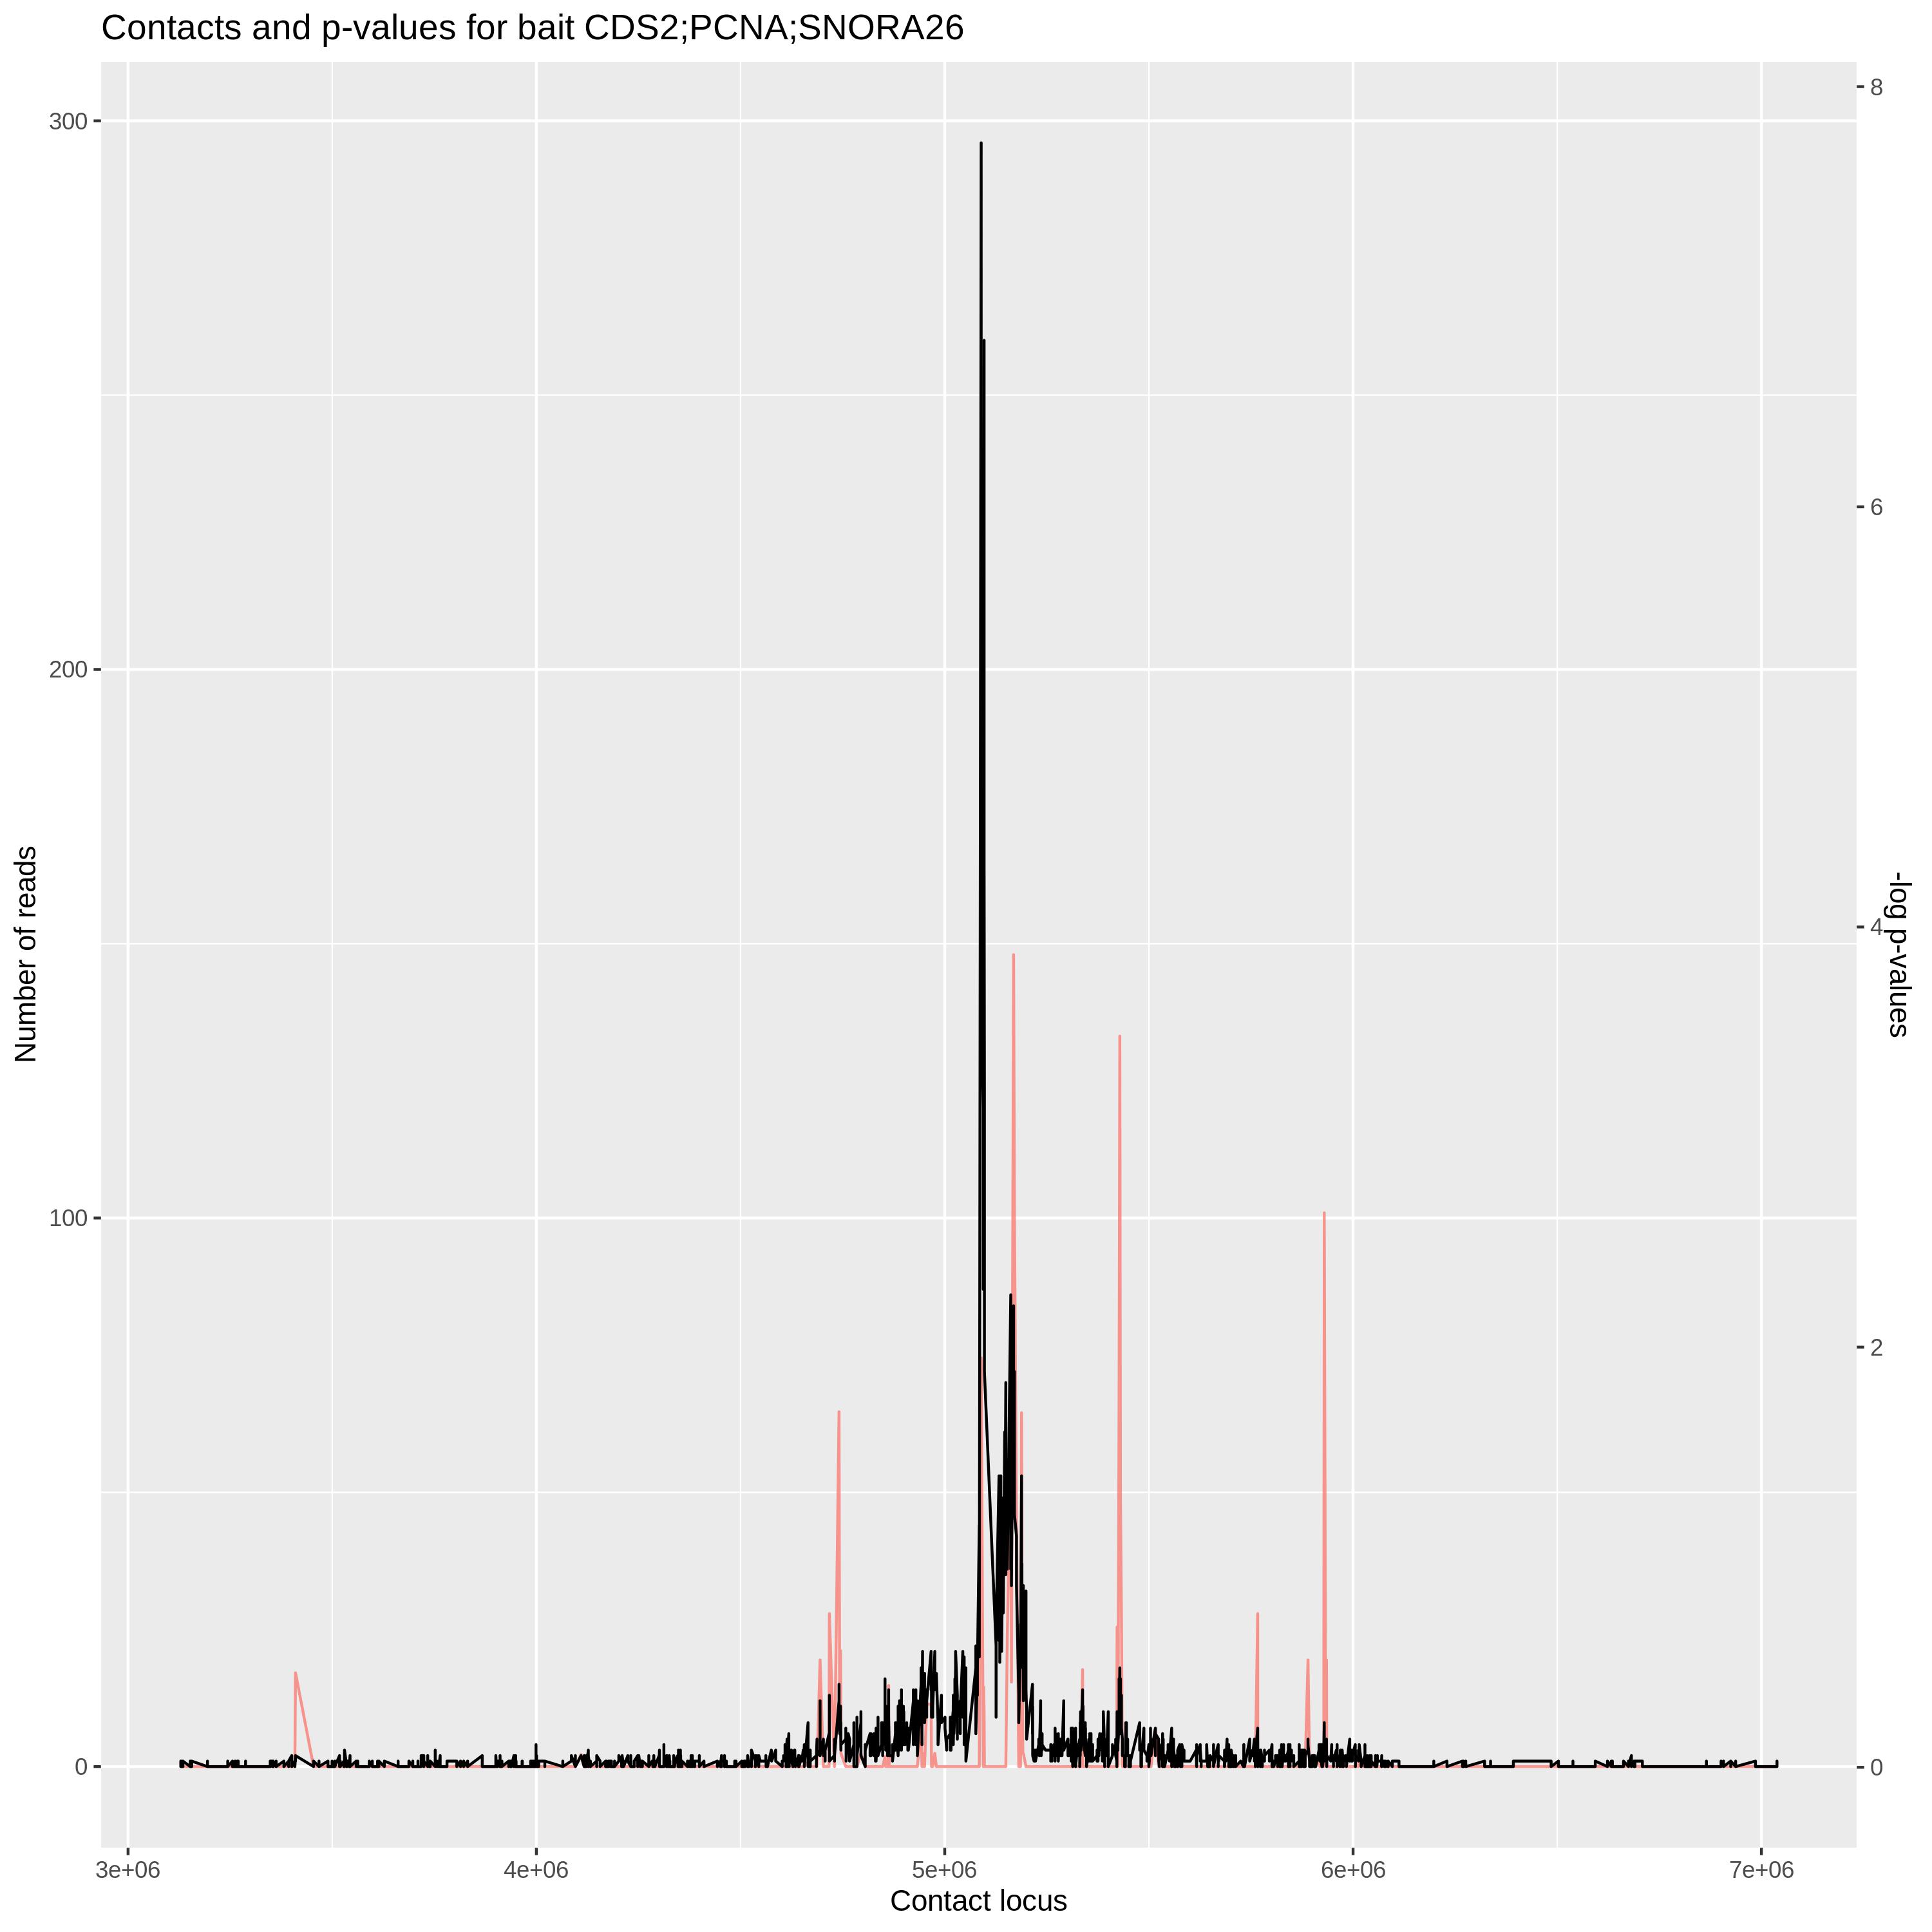 Contacts and p-values for bait CDS2;PCNA;SNORA26
300
200
100
0
Number of reads
8
6
4
2
0
-log p-values
3e+06
4e+06
5e+06
6e+06
7e+06
Contact locus